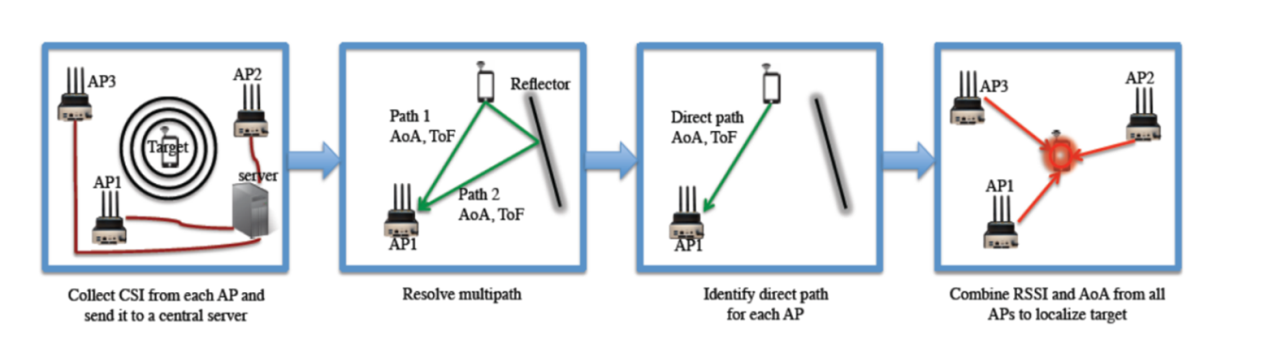 AP3
AP2
Target
server
AP1
Collect CSI from each AP and
send it to a central server
Reflector
Path 1
AoA, ToF
Path 2
AoA, ToF
AP1
Resolve multipath
Direct path
AoA, ToF
AP1
Identify direct path
for each AP
AP3
AP2
AP1
Combine RSSI and AoA from all
APs to localize target